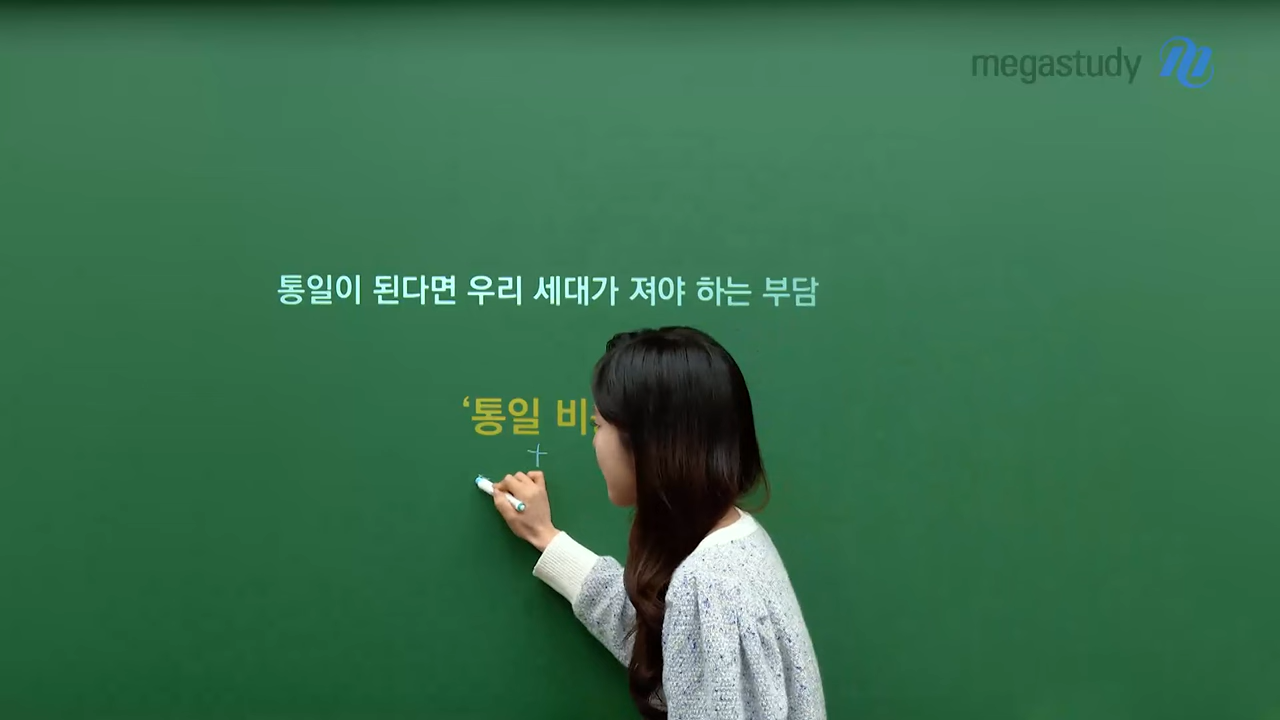 megastudy
통일이 된다면 우리 세대가 져야 하는 부담
‘통일
+